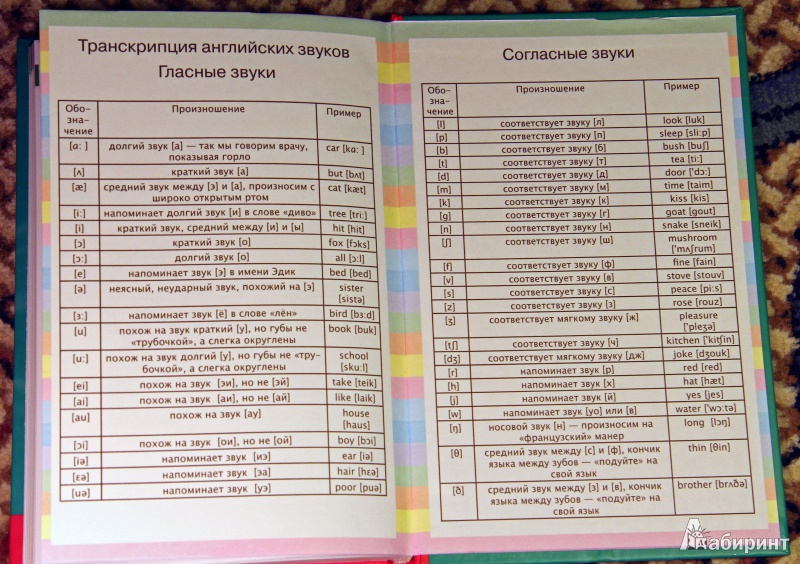 Транскрипция английских звуков
Гласные звуки
Обо-
зна-
чение Произношение Пример
[ɑ: ] долгий звук [а] — так мы говорим врачу,
показывая горло car [kɑ: ]
[ʌ] краткий звук [а] but [bʌt]
[æ] средний звук между [э] и [а], произносим с
широко открытым ртом cat [kæt]
[i:] напоминает долгий звук [и] в слове «диво» tree [tri:]
[i] краткий звук, средний между [и] и [ы] hit [hit]
[ɔ] краткий звук [о] fox [fɔks]
[ɔ:] долгий звук [о] all [ɔ:l]
[e] напоминает звук [э] в имени Эдик bed [bed]
[ə] неясный, неударный звук, похожий на [э] sister
[sistə]
[ɜ:] напоминает звук [ё] в слове «лён» bird [bɜ:d]
[u] похож на звук краткий [у], но губы не
«трубочкой», а слегка округлены book [buk]
[u:] похож на звук долгий [у], но губы не «тру-
бочкой», а слегка округлены school
[sku:l]
[ei] похож на звук [эи], но не [эй] take [teik]
[ai] похож на звук [аи], но не [ай] like [laik]
[au] похож на звук [ау] house
[haus]
[ɔi] похож на звук [ои], но не [ой] boy [bɔi]
[iə] напоминает звук [иэ] ear [iə]
[ɛə] напоминает звук [эа] hair [hɛə]
[uə] напоминает звук [уэ] poor [puə]
Согласные звуки
Обо-
зна-
чение Произношение Пример
[l] соответствует звуку [л] look [luk]
[p] соответствует звуку [п] sleep [sli:p]
[b] соответствует звуку [б] bush [buʃ]
[t] соответствует звуку [т] tea [ti:]
[d] соответствует звуку [д] door ['dɔ:]
[m] соответствует звуку [м] time [taim]
[k] соответствует звуку [к] kiss [kis]
[g] соответствует звуку [г] goat [gout]
[n] соответствует звуку [н] snake [sneik]
[ʃ] соответствует звуку [ш] mushroom
['mʌʃrum]
[f] соответствует звуку [ф] fine [fain]
[v] соответствует звуку [в] stove [stouv]
[s] соответствует звуку [с] peace [pi:s]
[z] соответствует звуку [з] rose [rouz]
[ʒ] соответствует мягкому звуку [ж] pleasure
['pleʒə]
[tʃ] соответствует звуку [ч] kitchen ['kitʃin]
[dʒ] соответствует мягкому звуку [дж] joke [dʒouk]
[r] напоминает звук [р] red [red]
[h] напоминает звук [х] hat [hæt]
[j] напоминает звук [й] yes [jes]
[w] напоминает звук [уо] или [в] water ['wɔ:tə]
[ŋ] носовой звук [н] — произносим на
«французский» манер long [lɔŋ]
[θ] средний звук между [с] и [ф], кончик
языка между зубов — «подуйте» на
свой язык thin [θin]
[ð] средний звук между [з] и [в], кончик
языка между зубов — «подуйте» на
свой язык brother [brʌðə]
Лабиринт